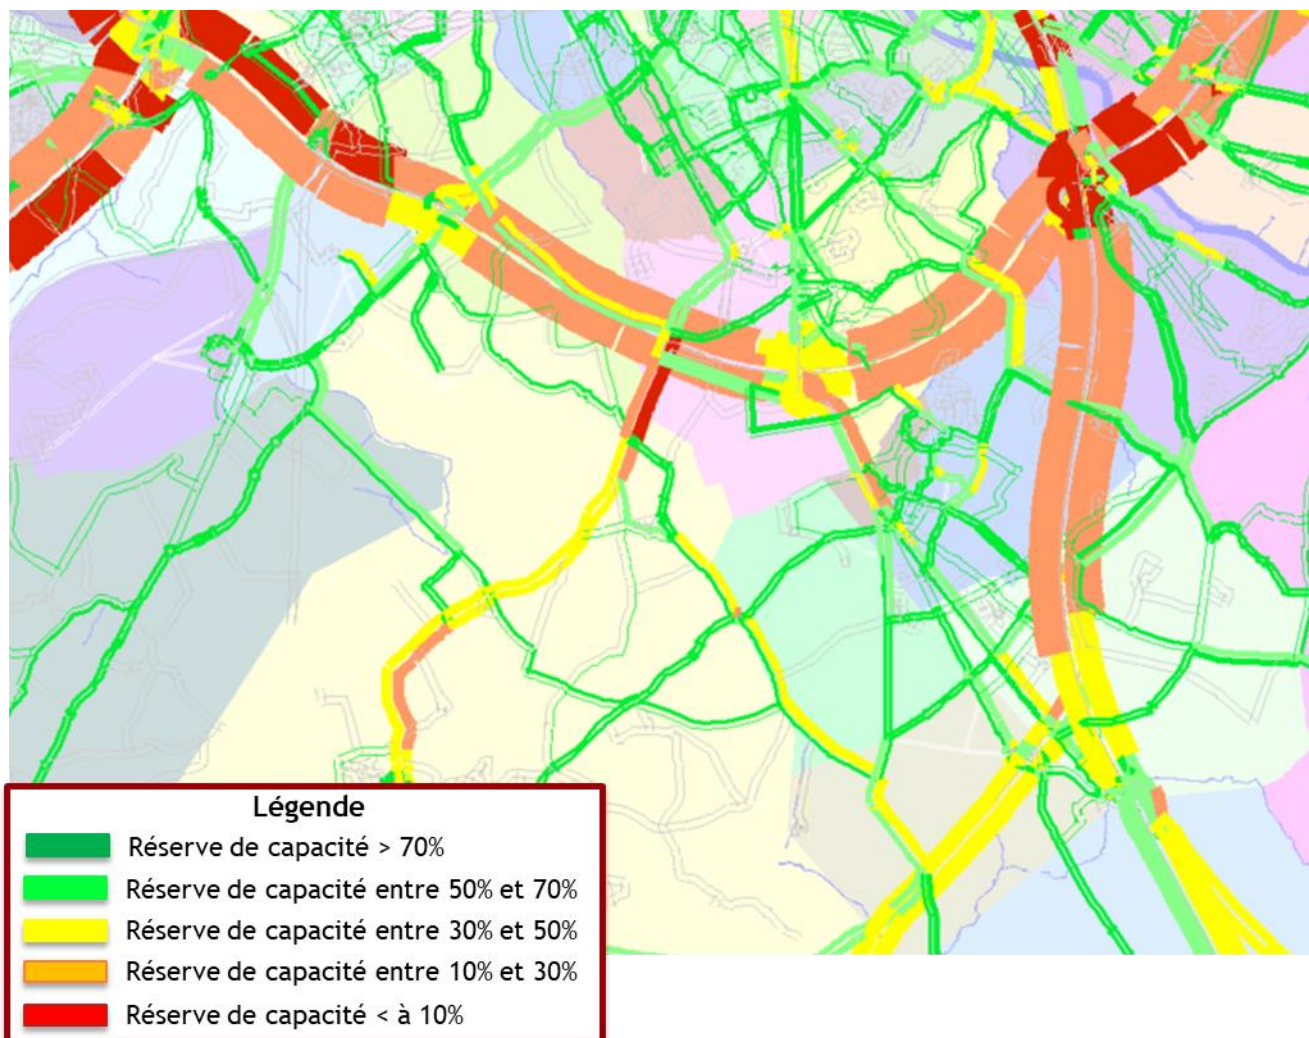 Légende
Réserve de capacité > 70%
Réserve de capacité entre 50% et 70%
Réserve de capacité entre 30% et 50%
Réserve de capacité entre 10% et 30%
Réserve de capacité < à 10%